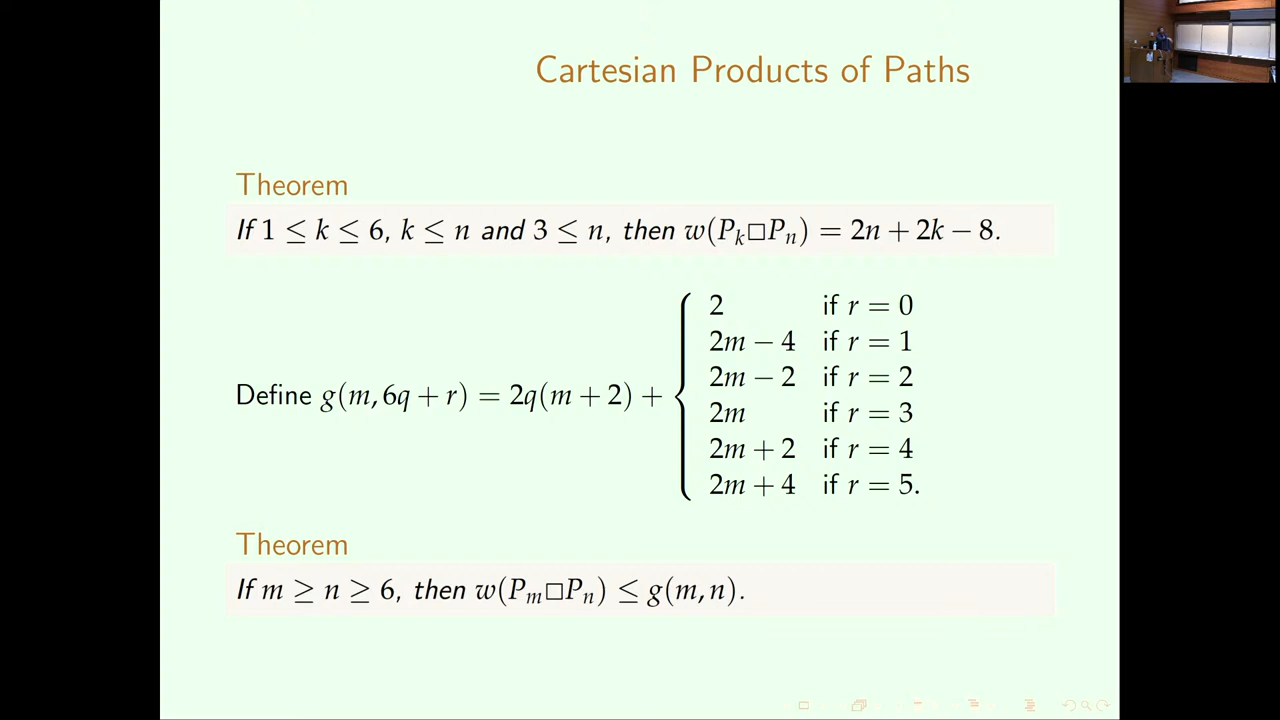 Cartesian Products of Paths
Theorem
If 1 ≤ k ≤ 6, k ≤ n and 3 ≤ n, then w(P_k□P_n) = 2n + 2k − 8.
Define g(m, 6q + r) = 2q(m + 2) + {
2 if r = 0
2m − 4 if r = 1
2m − 2 if r = 2
2m if r = 3
2m + 2 if r = 4
2m + 4 if r = 5.
Theorem
If m ≥ n ≥ 6, then w(P_m□P_n) ≤ g(m, n).